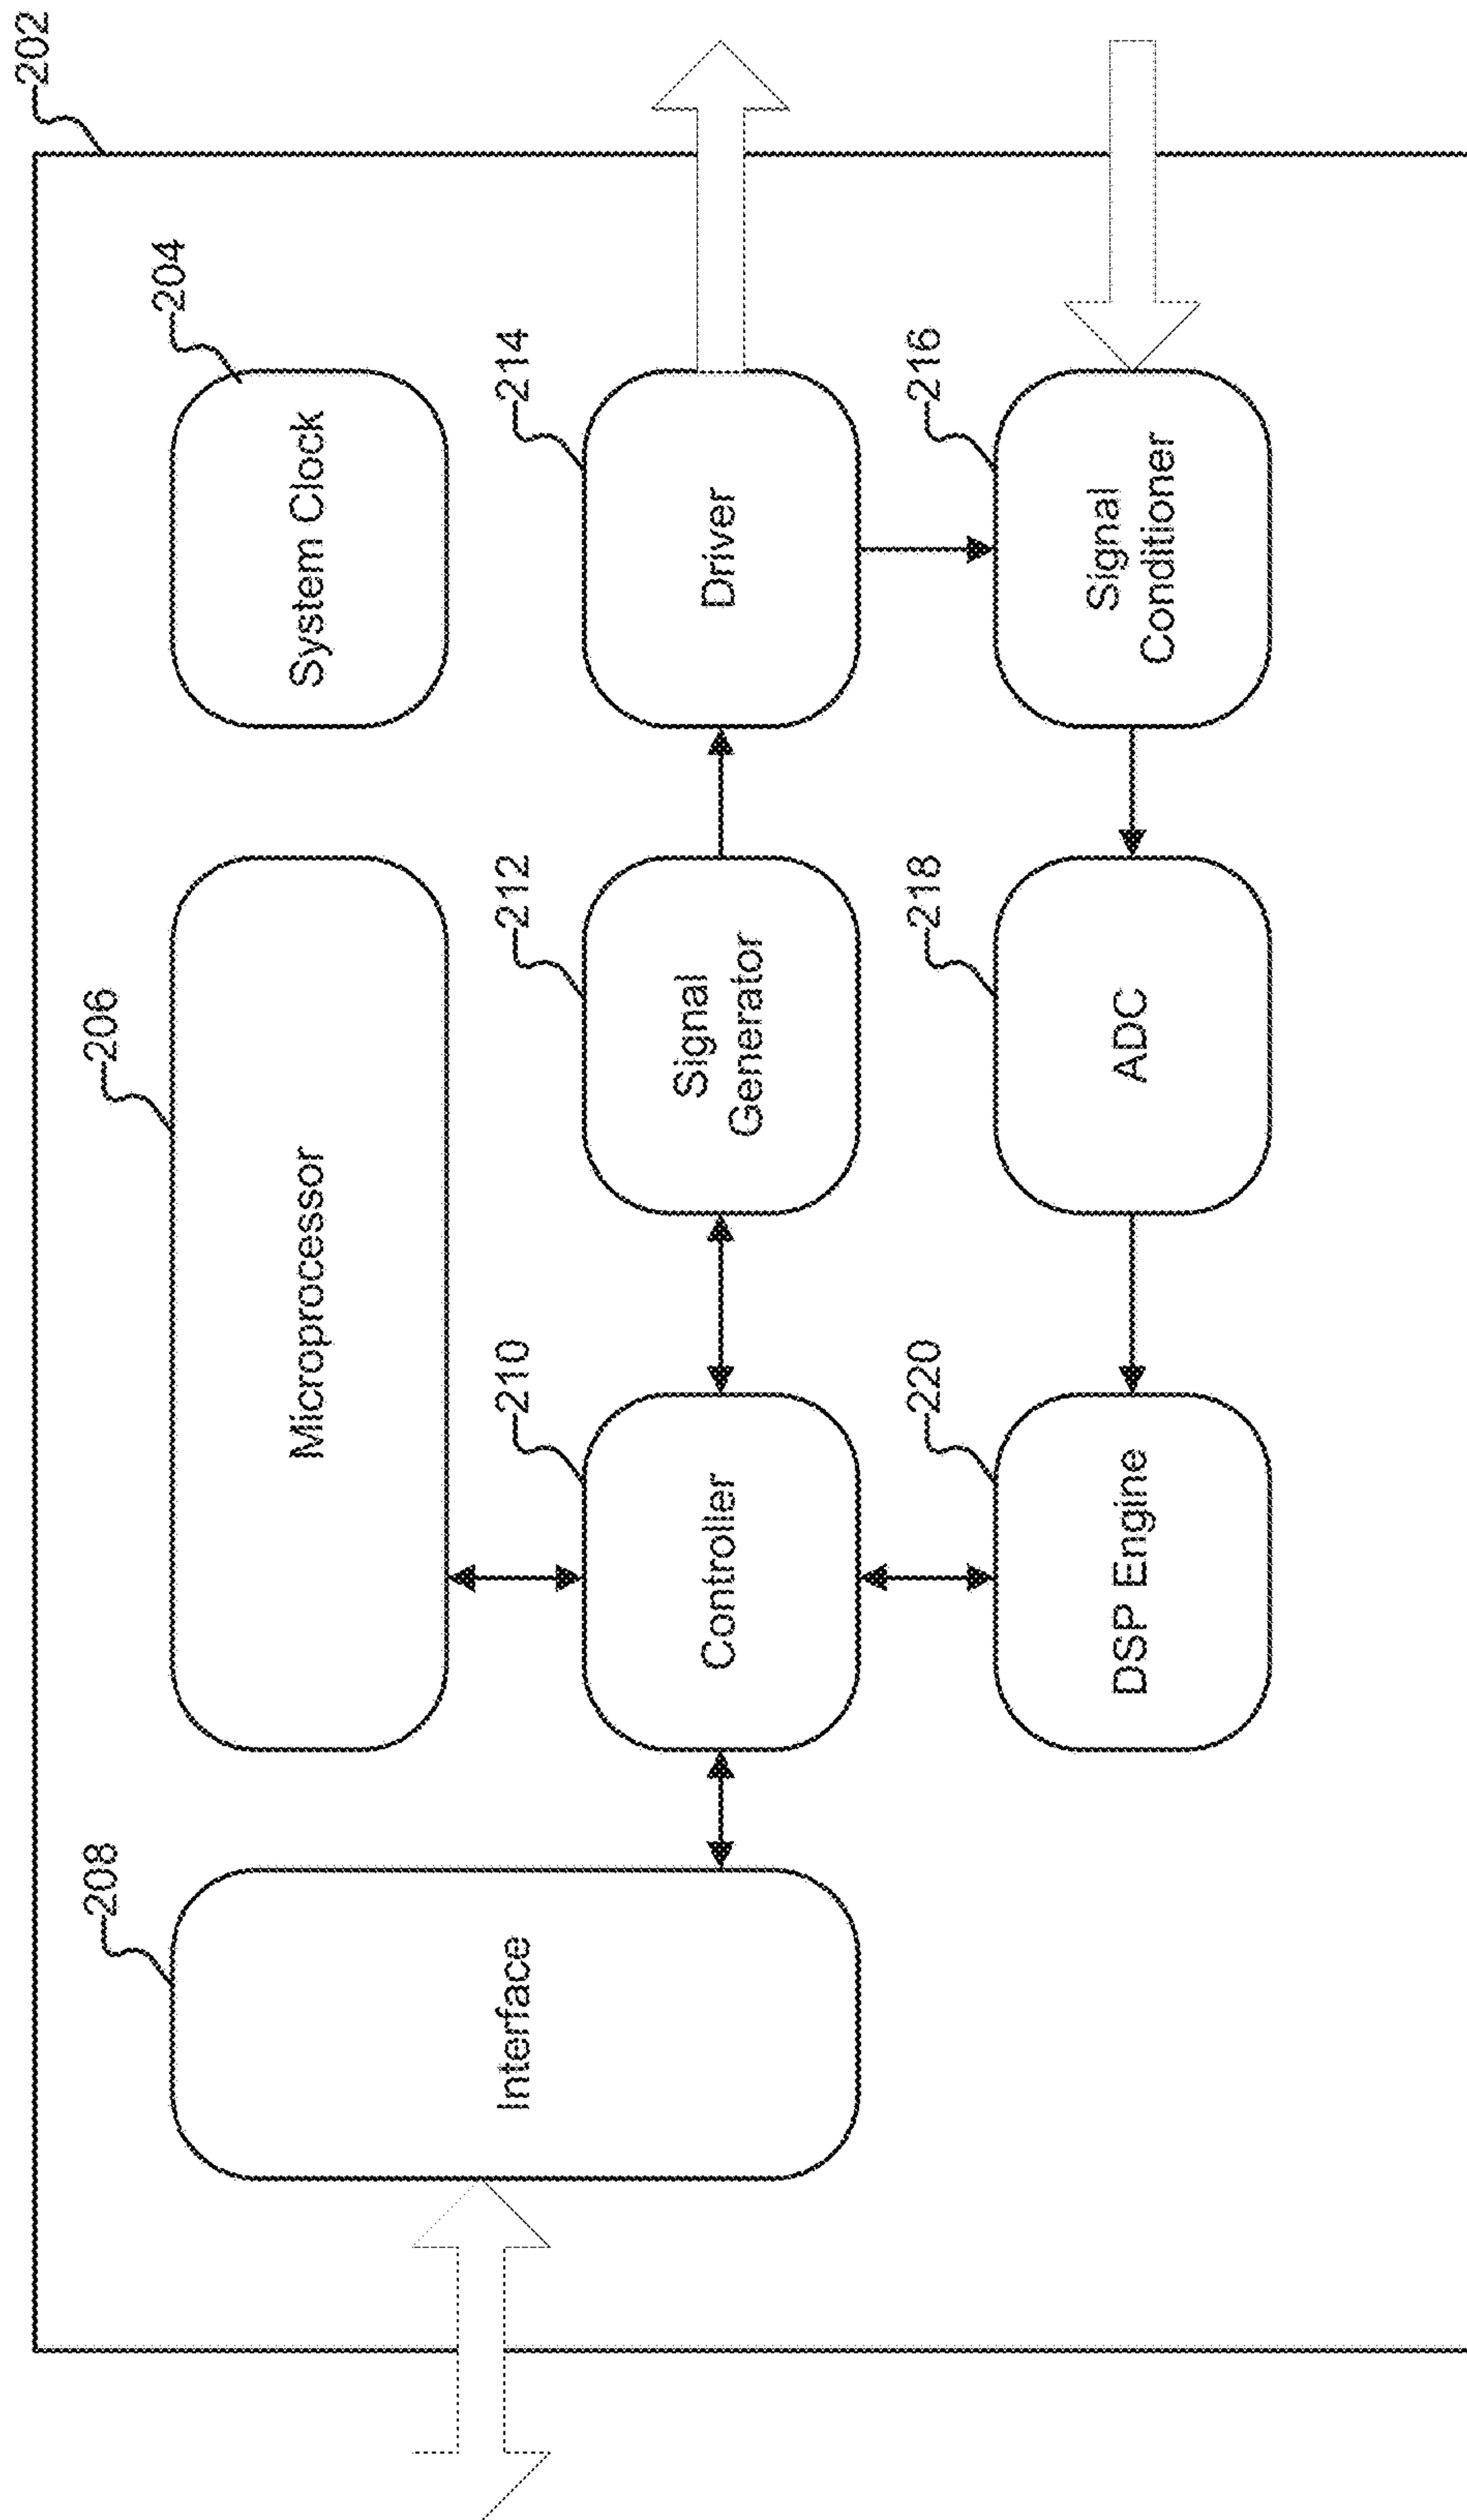 202
204
System Clock
206
Microprocessor
208
Interface
210
Controller
212
Signal
Generator
214
Driver
216
Signal
Conditioner
218
ADC
220
DSP Engine